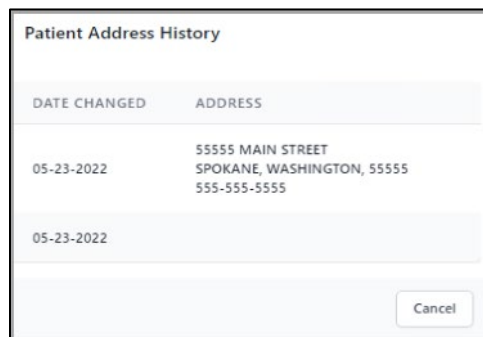 Patient Address History
DATE CHANGED ADDRESS
55555 MAIN STREET
05-23-2022 SPOKANE, WASHINGTON, 55555
555-555-5555
05-23-2022
Cancel